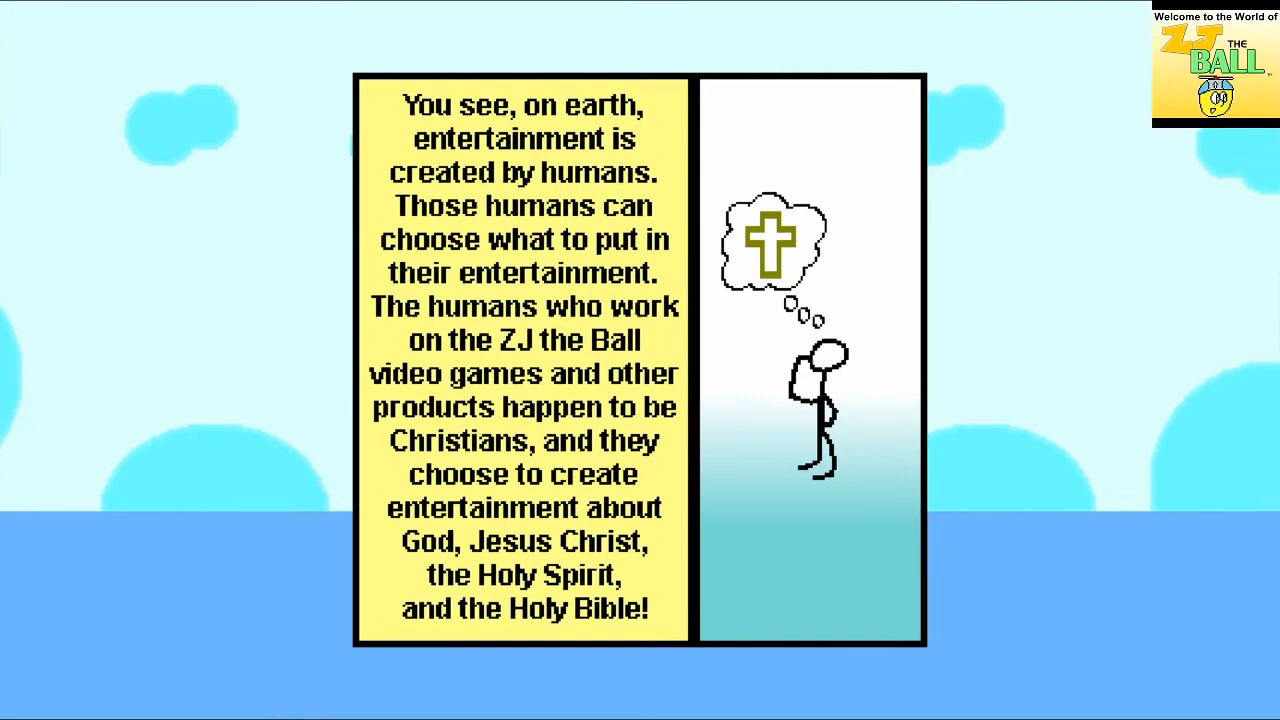 Welcome to the World of
ZJ THE
BALL
You see, on earth,
entertainment is
created by humans.
Those humans can
choose what to put in
their entertainment.
The humans who work
on the ZJ the Ball
video games and other
products happen to be
Christians, and they
choose to create
entertainment about
God, Jesus Christ,
the Holy Spirit,
and the Holy Bible!